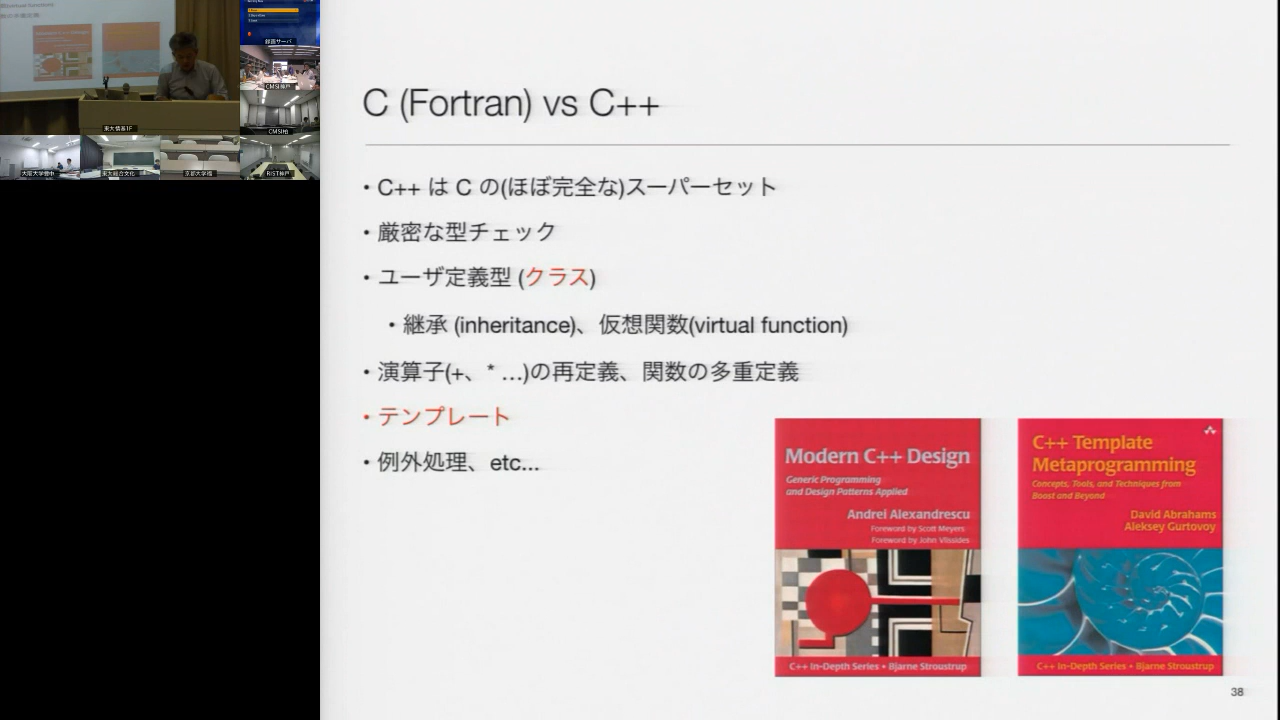 C (Fortran) vs C++
• C++ は C の(ほぼ完全な)スーパーセット
• 厳密な型チェック
• ユーザ定義型 (クラス)
• 継承 (inheritance)、仮想関数(virtual function)
• 演算子(+、* ...)の再定義、関数の多重定義
• テンプレート
• 例外処理、etc...
Modern C++ Design
Generic Programming
and Design Patterns Applied
Andrei Alexandrescu
Foreword by Scott Meyers
Foreword by John Vlissides
C++ In-Depth Series • Bjarne Stroustrup
C++ Template
Metaprogramming
Concepts, Tools, and Techniques from
Boost and Beyond
David Abrahams
Aleksey Gurtovoy
C++ In-Depth Series • Bjarne Stroustrup
38
録画サーバ
CMSI神戸
東大情基1F
CMSI柏
大阪大学豊中
東大総合文化
RIST神戸